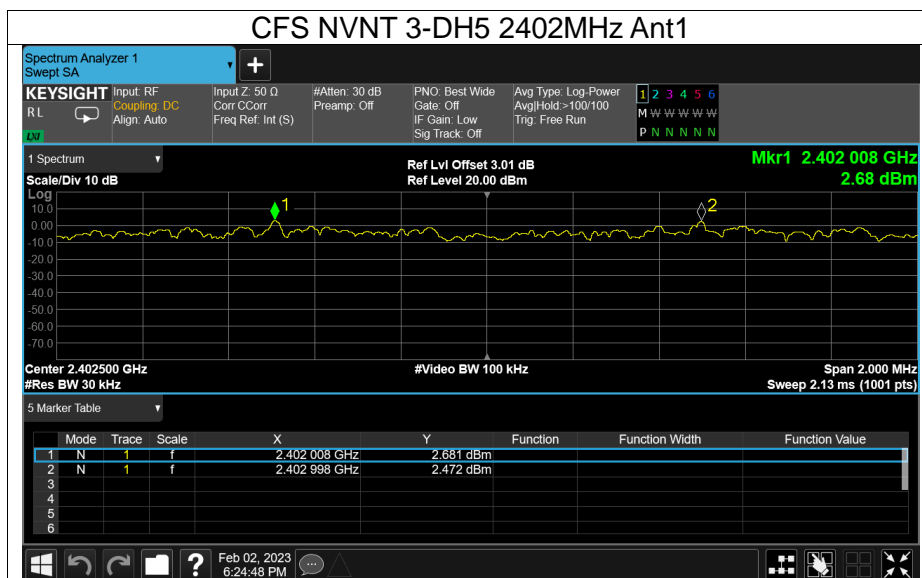 CFS NVNT 3-DH5 2402MHz Ant1
Spectrum Analyzer 1
Swept SA
+
KEYSIGHT Input: RF Input Z: 50 Ω #Atten: 30 dB PNO: Best Wide Avg Type: Log-Power 1 2 3 4 5 6
R L Coupling: DC Corr CCorr Preamp: Off Gate: Off Avg|Hold:>100/100 M W W W W W
Align: Auto Freq Ref: Int (S) IF Gain: Low Trig: Free Run
LXI Sig Track: Off P N N N N N
1 Spectrum Ref Lvl Offset 3.01 dB Mkr1 2.402 008 GHz
Scale/Div 10 dB Ref Level 20.00 dBm 2.68 dBm
Log
10.0
0.00
-10.0
-20.0
-30.0
-40.0
-50.0
-60.0
-70.0
1
2
Center 2.402500 GHz #Video BW 100 kHz Span 2.000 MHz
#Res BW 30 kHz Sweep 2.13 ms (1001 pts)
5 Marker Table
Mode Trace Scale X Y Function Function Width Function Value
1 N 1 f 2.402 008 GHz 2.681 dBm
2 N 1 f 2.402 998 GHz 2.472 dBm
3
4
5
6
? Feb 02, 2023
6:24:48 PM